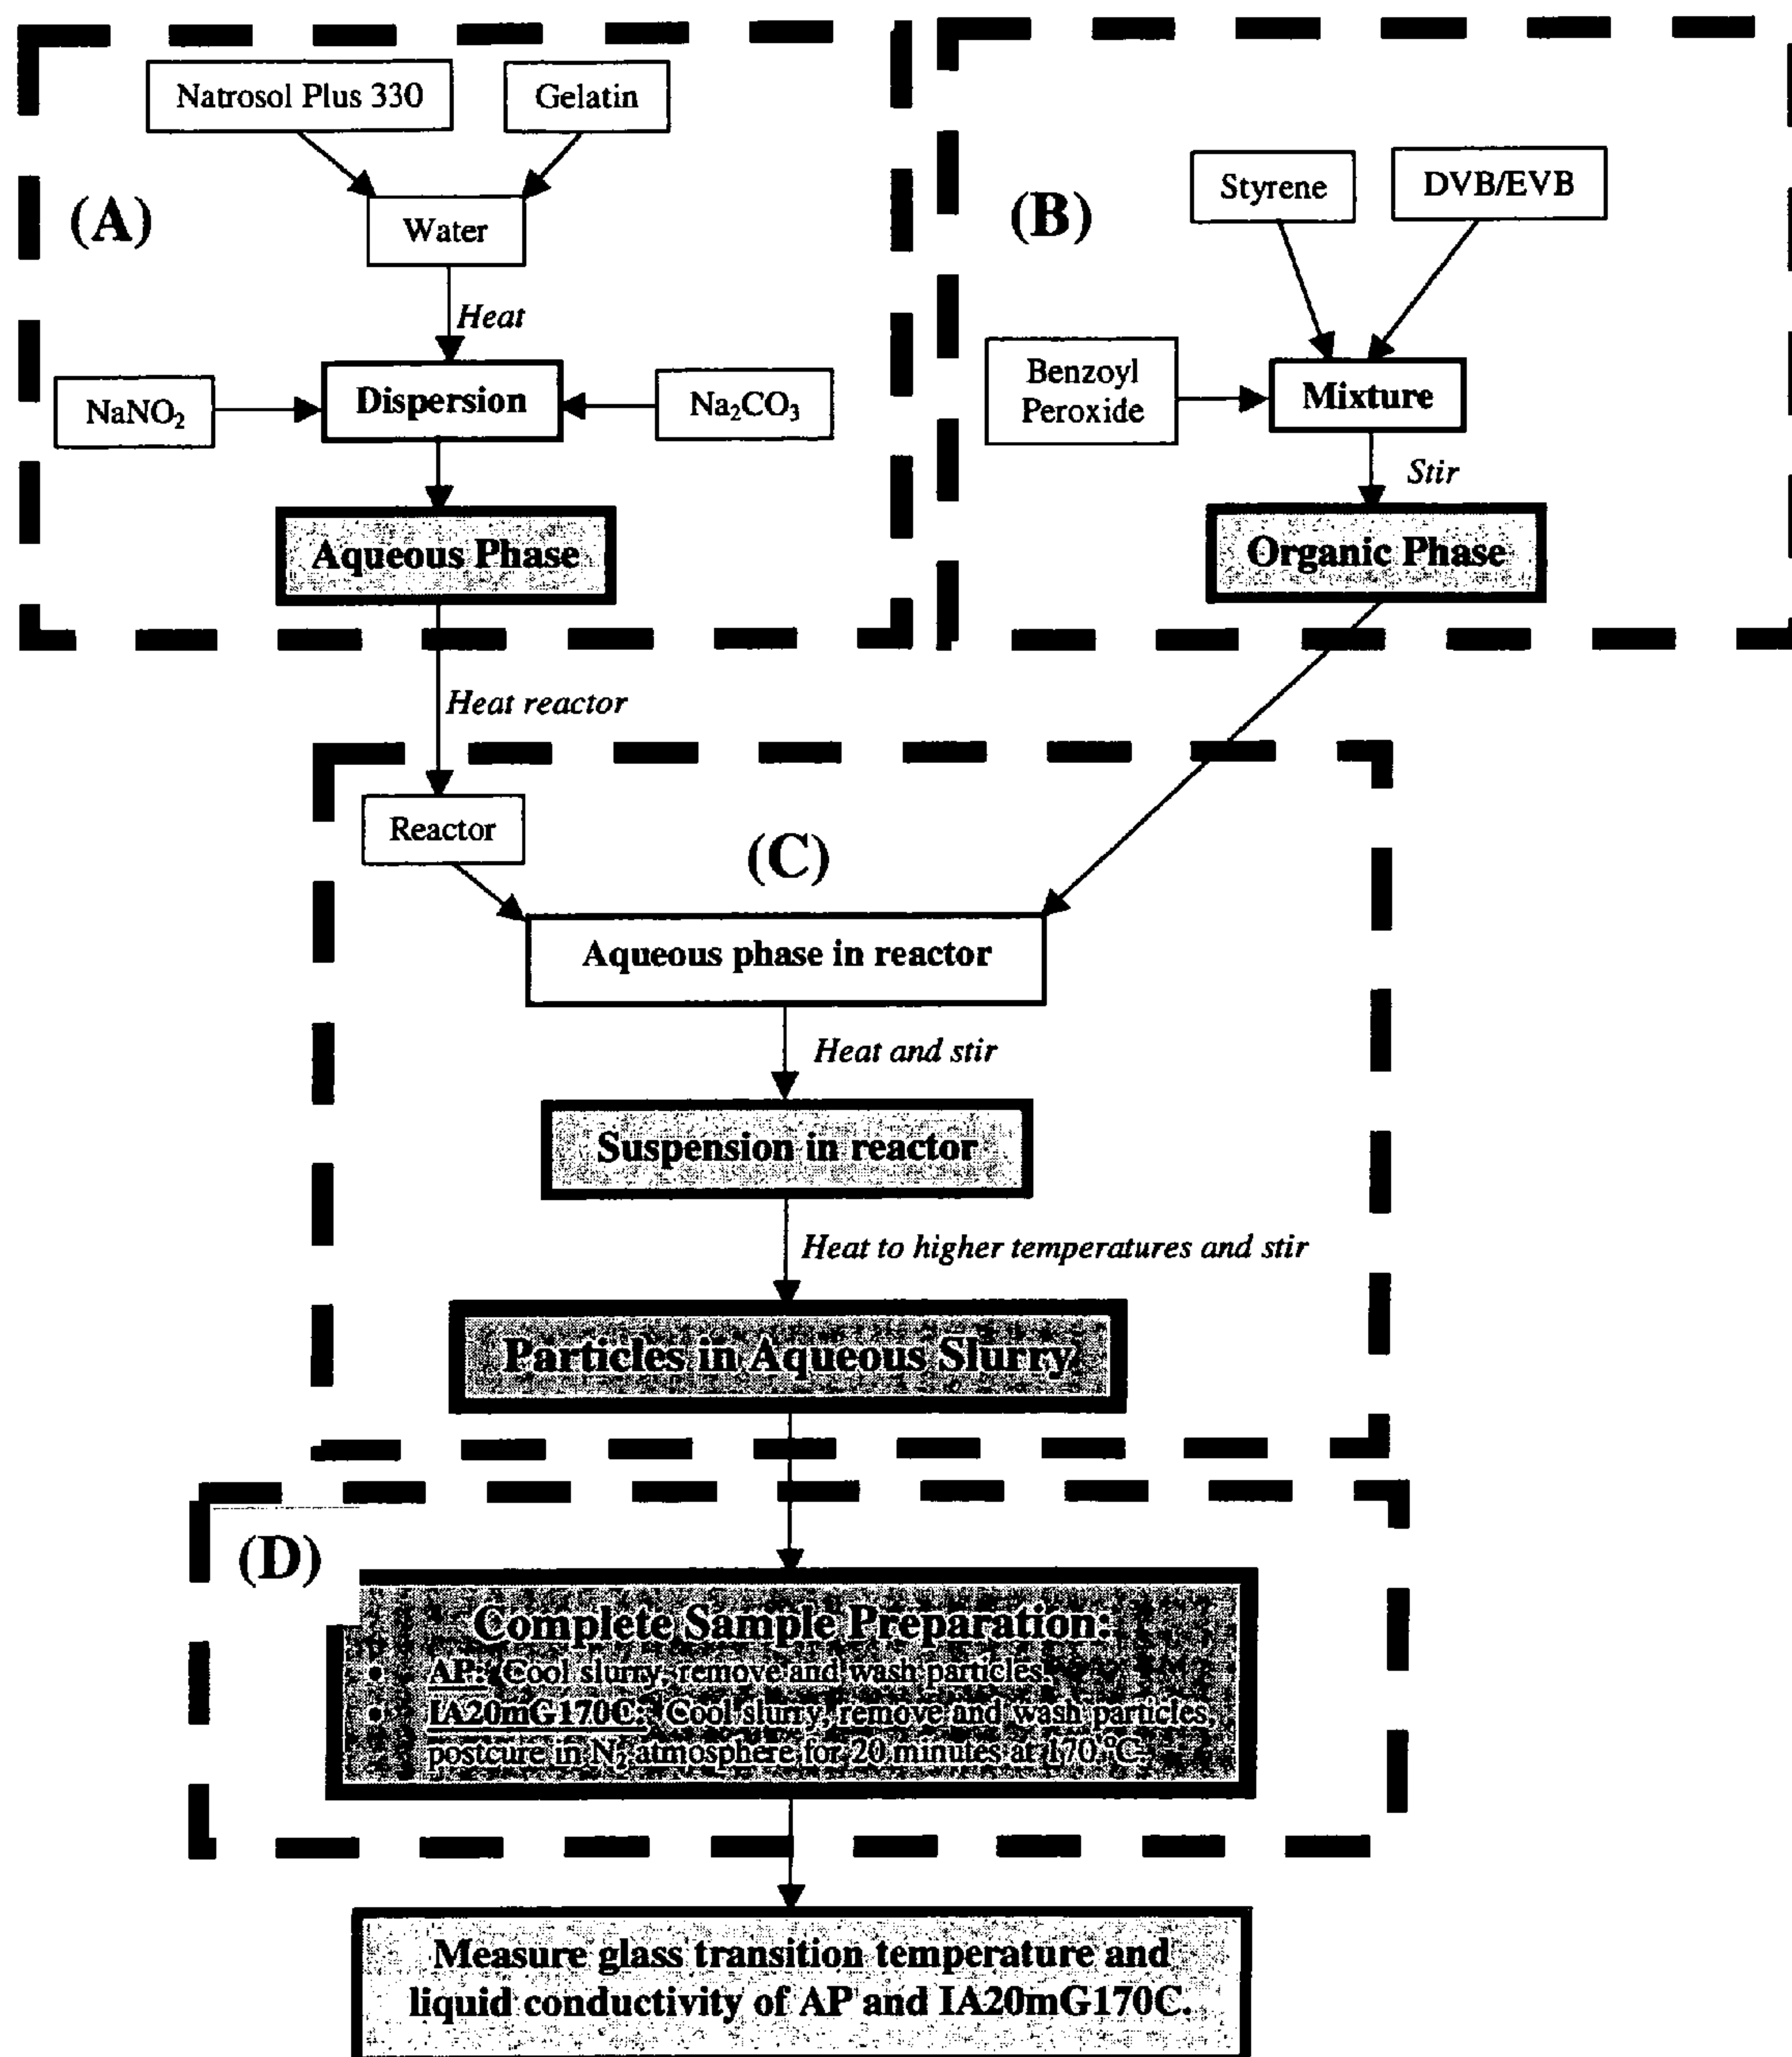 Natrosol Plus 330
Gelatin
(A)
Water
Heat
NaNO₂
Dispersion
Na₂CO₃
Aqueous Phase
(B)
Styrene
DVB/EVB
Benzoyl
Peroxide
Mixture
Stir
Organic Phase
Heat reactor
Reactor
(C)
Aqueous phase in reactor
Heat and stir
Suspension in reactor
Heat to higher temperatures and stir
Particles in Aqueous Slurry
(D)
Complete Sample Preparation:
• AP: Cool slurry, remove and wash particles.
• IA20mG170C: Cool slurry, remove and wash particles,
postcure in N₂ atmosphere for 20 minutes at 170 °C.
Measure glass transition temperature and
liquid conductivity of AP and IA20mG170C.